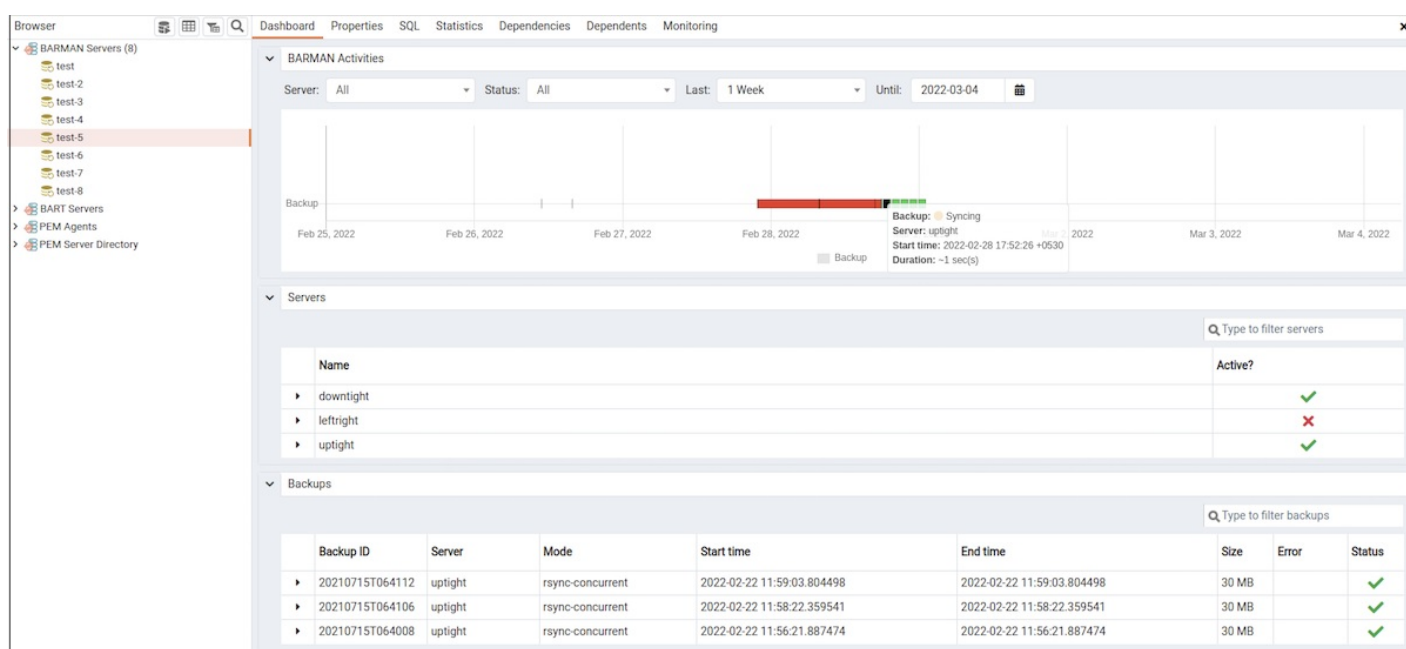 Browser
Dashboard Properties SQL Statistics Dependencies Dependents Monitoring
BARMAN Servers (8)
test
test-2
test-3
test-4
test-5
test-6
test-7
test-8
BART Servers
PEM Agents
PEM Server Directory
BARMAN Activities
Server: All Status: All Last: 1 Week Until: 2022-03-04
Backup
Feb 25, 2022 Feb 26, 2022 Feb 27, 2022 Feb 28, 2022 Mar 2, 2022 Mar 3, 2022 Mar 4, 2022
Backup: Syncing
Server: uptight
Start time: 2022-02-28 17:52:26 +0530
Duration: ~1 sec(s)
Backup
Servers
Type to filter servers
Name Active?
downtight
leftright
uptight
Backups
Type to filter backups
Backup ID Server Mode Start time End time Size Error Status
20210715T064112 uptight rsync-concurrent 2022-02-22 11:59:03.804498 2022-02-22 11:59:03.804498 30 MB
20210715T064106 uptight rsync-concurrent 2022-02-22 11:58:22.359541 2022-02-22 11:58:22.359541 30 MB
20210715T064008 uptight rsync-concurrent 2022-02-22 11:56:21.887474 2022-02-22 11:56:21.887474 30 MB